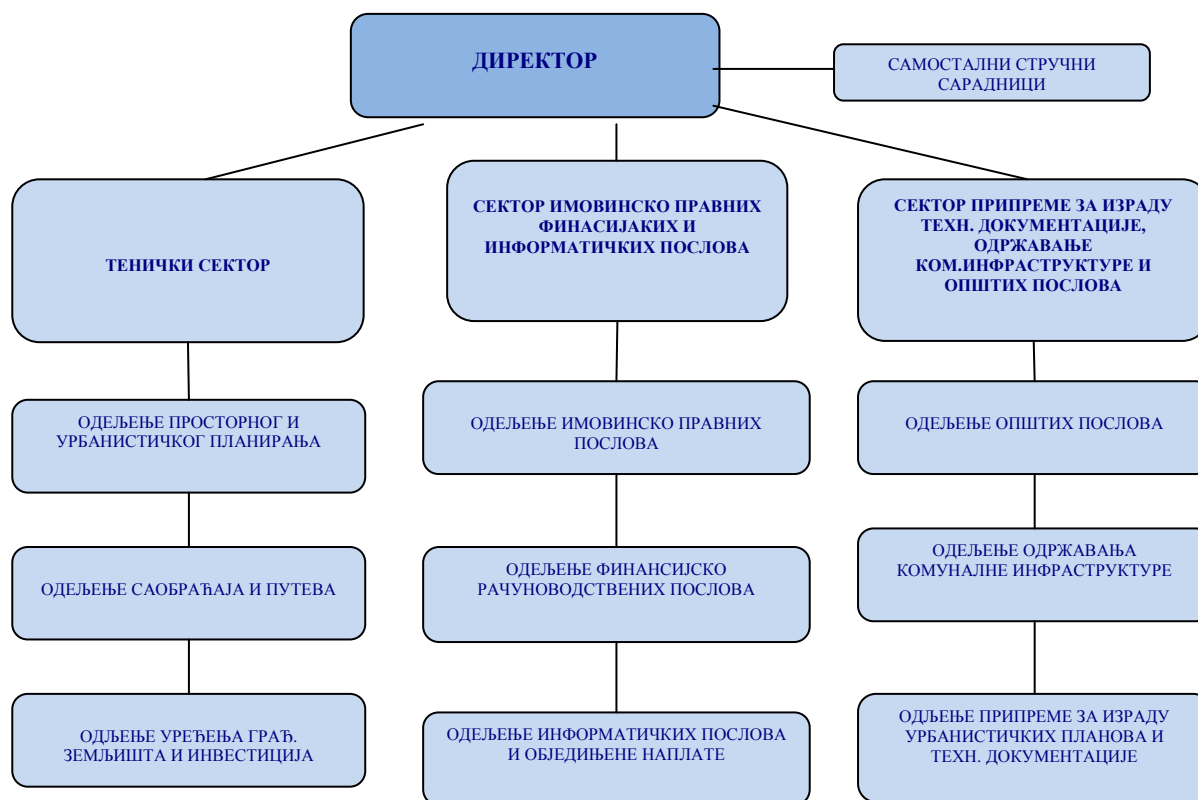 ДИРЕКТОР
САМОСТАЛНИ СТРУЧНИ
САРАДНИЦИ
ТЕНИЧКИ СЕКТОР
СЕКТОР ИМОВИНСКО ПРАВНИХ
ФИНАСИЈАКИХ И
ИНФОРМАТИЧКИХ ПОСЛОВА
СЕКТОР ПРИПРЕМЕ ЗА ИЗРАДУ
ТЕХН. ДОКУМЕНТАЦИЈЕ,
ОДРЖАВАЊЕ
КОМ.ИНФРАСТРУКТУРЕ И
ОПШТИХ ПОСЛОВА
ОДЕЉЕЊЕ ПРОСТОРНОГ И
УРБАНИСТИЧКОГ ПЛАНИРАЊА
ОДЕЉЕЊЕ ИМОВИНСКО ПРАВНИХ
ПОСЛОВА
ОДЕЉЕЊЕ ОПШТИХ ПОСЛОВА
ОДЕЉЕЊЕ САОБРАЋАЈА И ПУТЕВА
ОДЕЉЕЊЕ ФИНАНСИЈСКО
РАЧУНОВОДСТВЕНИХ ПОСЛОВА
ОДЕЉЕЊЕ ОДРЖАВАЊА
КОМУНАЛНЕ ИНФРАСТРУКТУРЕ
ОДЉЕЊЕ УРЕЂЕЊА ГРАЂ.
ЗЕМЉИШТА И ИНВЕСТИЦИЈА
ОДЕЉЕЊЕ ИНФОРМАТИЧКИХ ПОСЛОВА
И ОБЈЕДИЊЕНЕ НАПЛАТЕ
ОДЉЕЊЕ ПРИПРЕМЕ ЗА ИЗРАДУ
УРБАНИСТИЧКИХ ПЛАНОВА И
ТЕХН. ДОКУМЕНТАЦИЈЕ